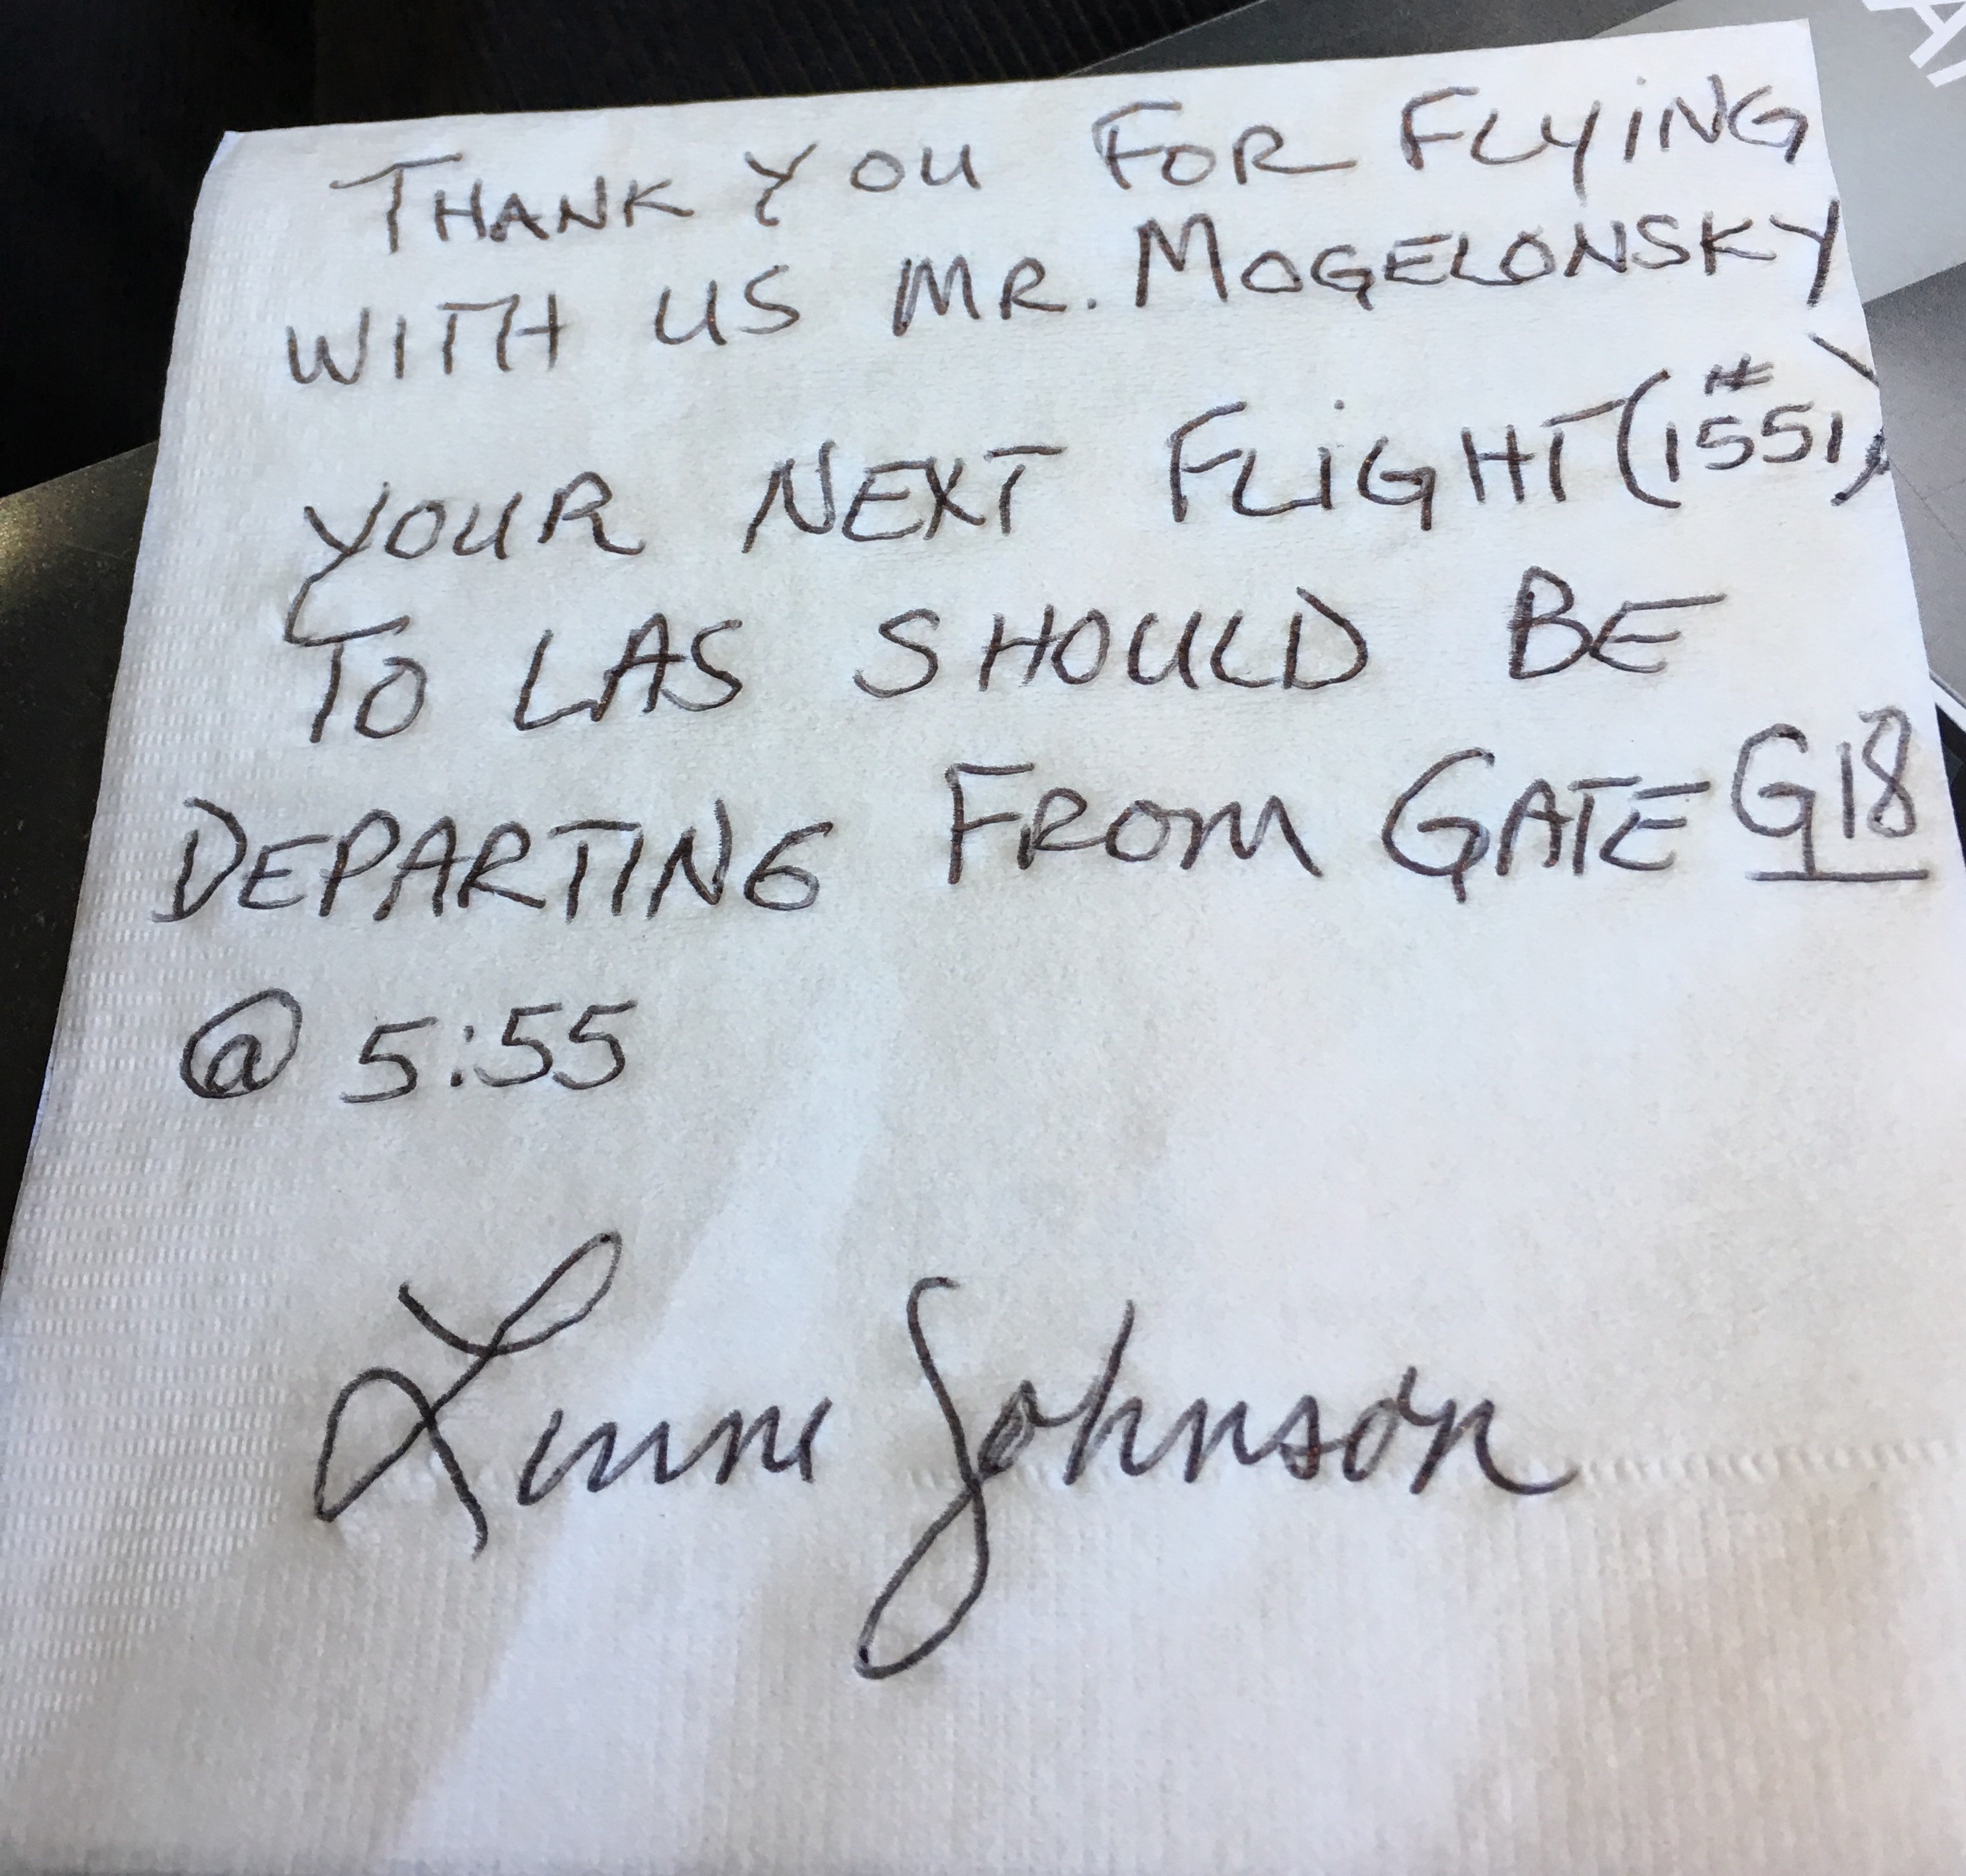 THANK YOU FOR FLYING
WITH US MR. MOGELONSKY
YOUR NEXT FLIGHT (#1551)
TO LAS SHOULD BE
DEPARTING FROM GATE G18
@ 5:55
Johnson